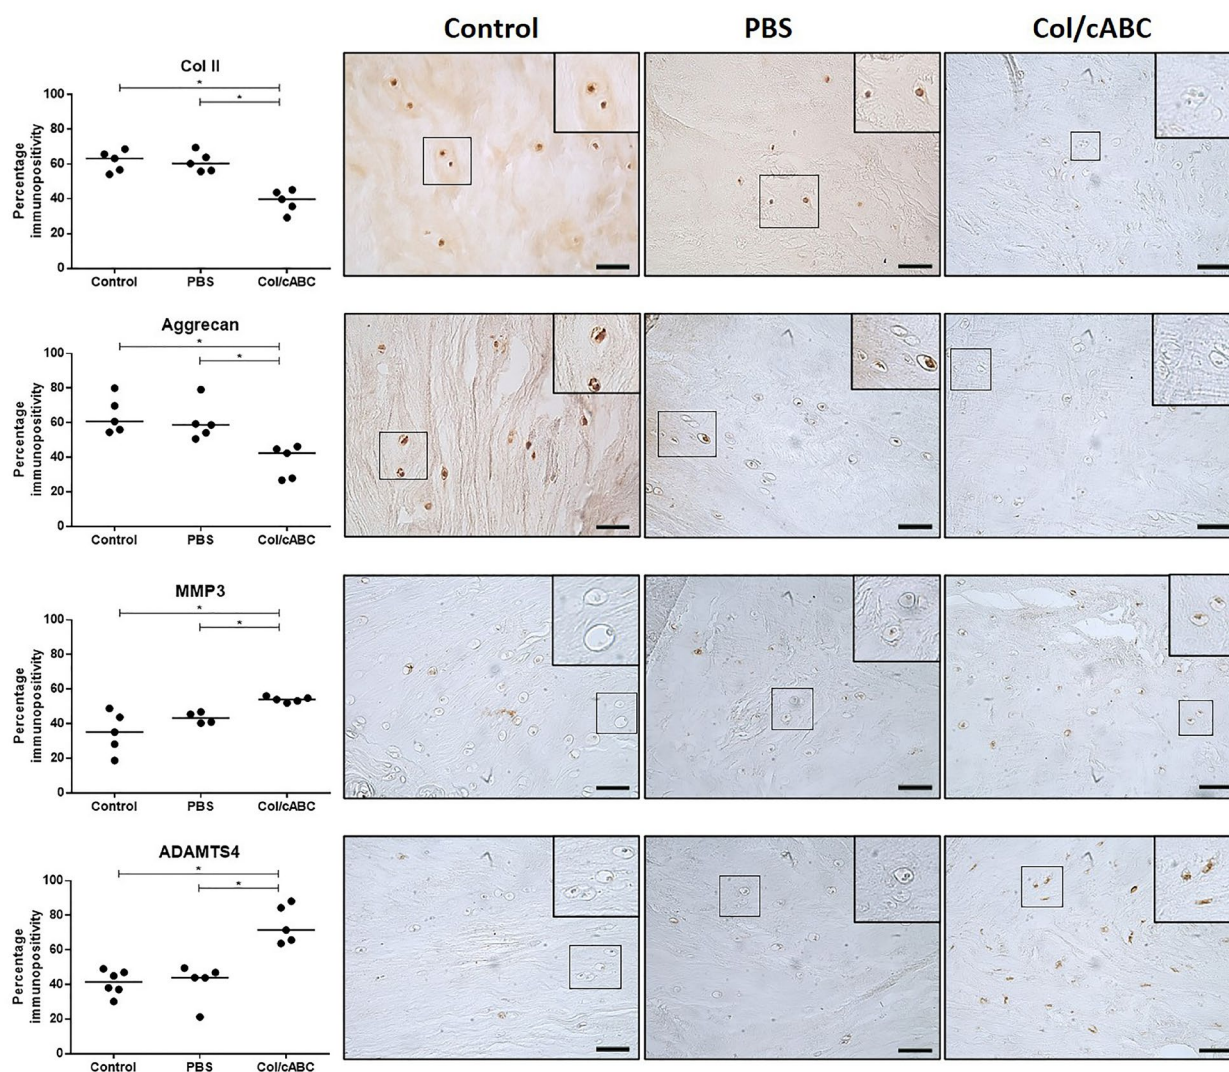 Control PBS Col/cABC
Col II
*
*
Percentage
immunopositivity
100
80
60
40
20
0
Control PBS Col/cABC
Aggrecan
*
*
Percentage
immunopositivity
100
80
60
40
20
0
Control PBS Col/cABC
MMP3
*
*
Percentage
immunopositivity
100
80
60
40
20
0
Control PBS Col/cABC
ADAMTS4
*
*
Percentage
immunopositivity
100
80
60
40
20
0
Control PBS Col/cABC